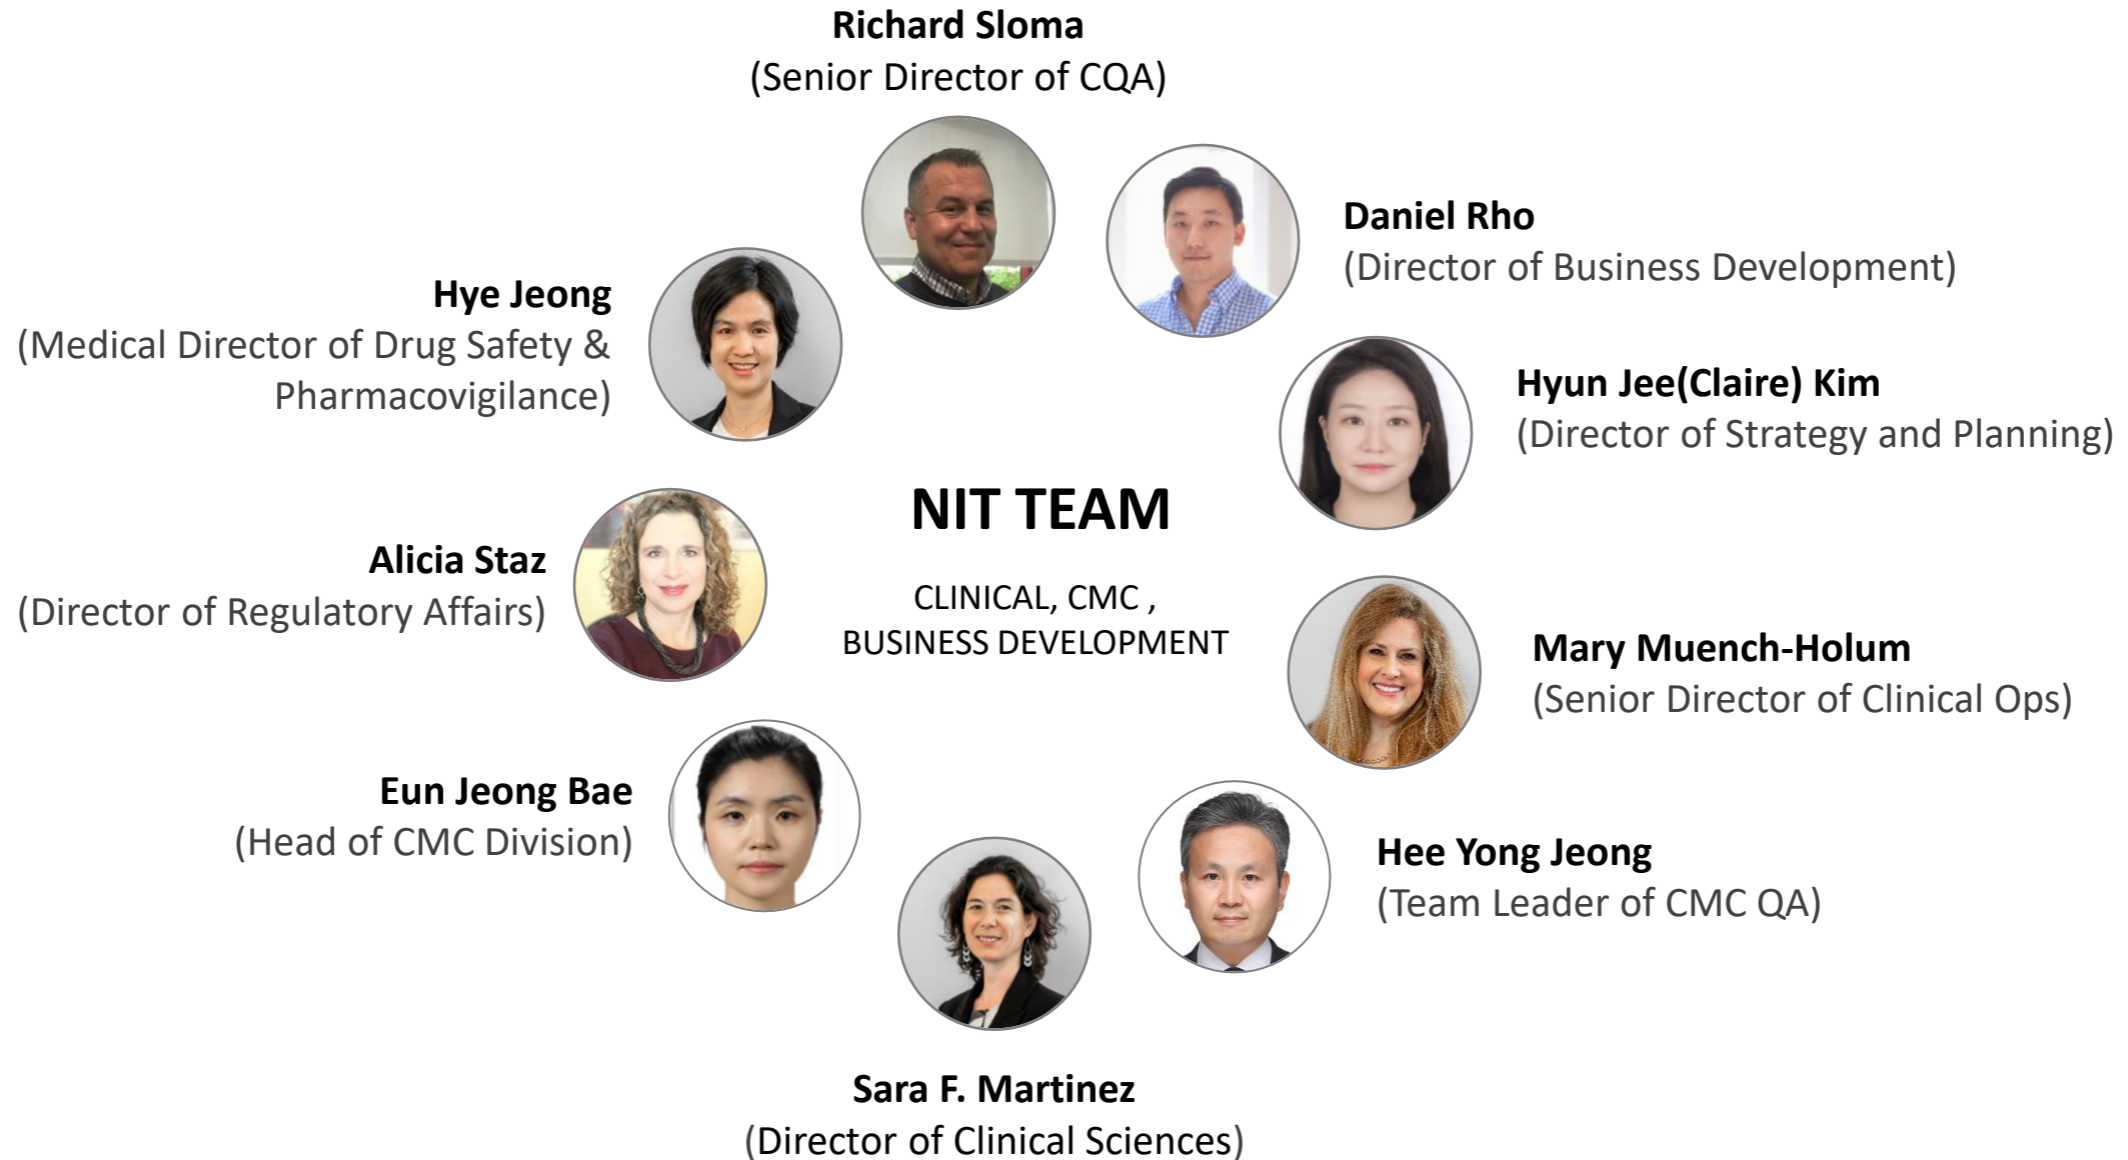 Richard Sloma
(Senior Director of CQA)
Daniel Rho
(Director of Business Development)
Hye Jeong
(Medical Director of Drug Safety &
Pharmacovigilance)
Hyun Jee(Claire) Kim
(Director of Strategy and Planning)
NIT TEAM
CLINICAL, CMC ,
BUSINESS DEVELOPMENT
Alicia Staz
(Director of Regulatory Affairs)
Mary Muench-Holum
(Senior Director of Clinical Ops)
Eun Jeong Bae
(Head of CMC Division)
Hee Yong Jeong
(Team Leader of CMC QA)
Sara F. Martinez
(Director of Clinical Sciences)